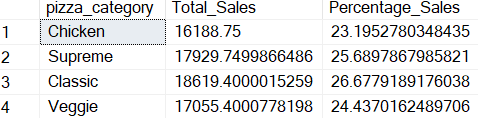 pizza_category Total_Sales Percentage_Sales
1 Chicken 16188.75 23.1952780348435
2 Supreme 17929.7499866486 25.6897867985821
3 Classic 18619.4000015259 26.6779189176038
4 Veggie 17055.4000778198 24.4370162489706